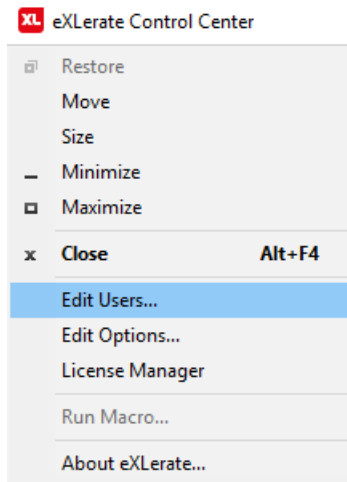 XL eXLerate Control Center
Restore
Move
Size
Minimize
Maximize
x Close Alt+F4
Edit Users...
Edit Options...
License Manager
Run Macro...
About eXLerate...